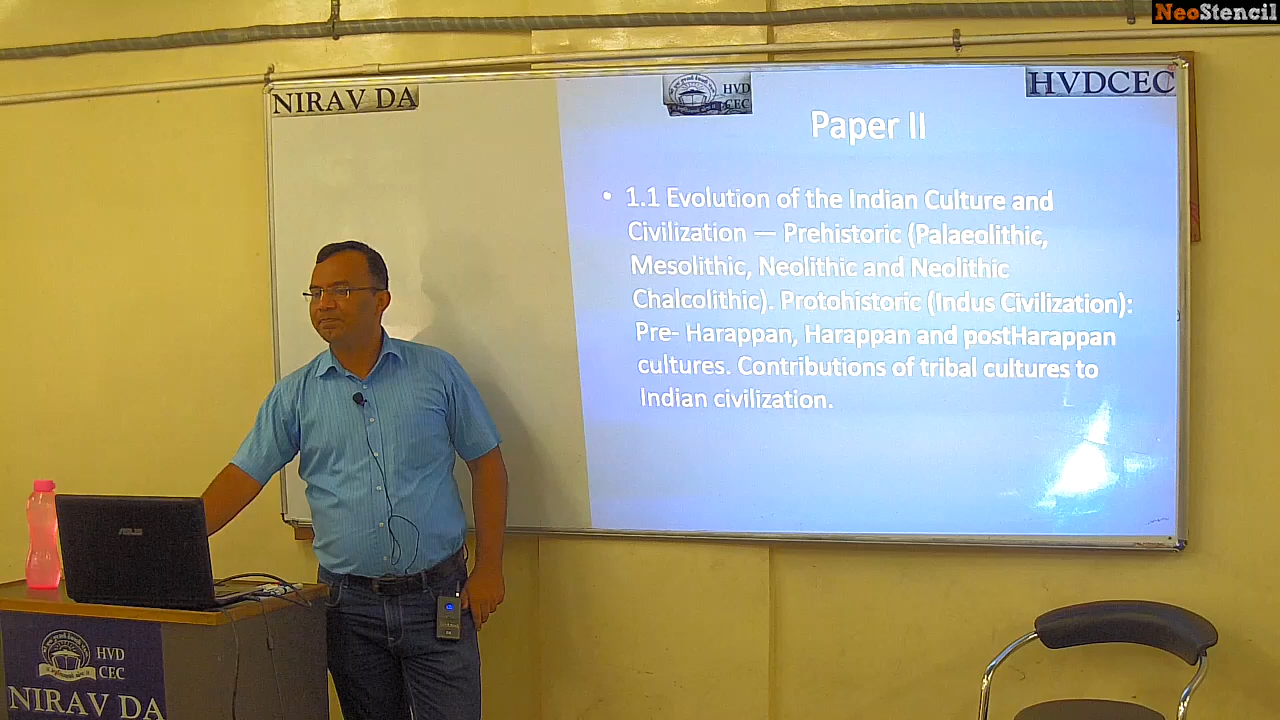 NeoStencil
NIRAV DA
HVD
CEC
HVDCEC
Paper II
• 1.1 Evolution of the Indian Culture and
Civilization — Prehistoric (Palaeolithic,
Mesolithic, Neolithic and Neolithic
Chalcolithic). Protohistoric (Indus Civilization):
Pre- Harappan, Harappan and postHarappan
cultures. Contributions of tribal cultures to
Indian civilization.
ASUS
HVD
CEC
NIRAV DA